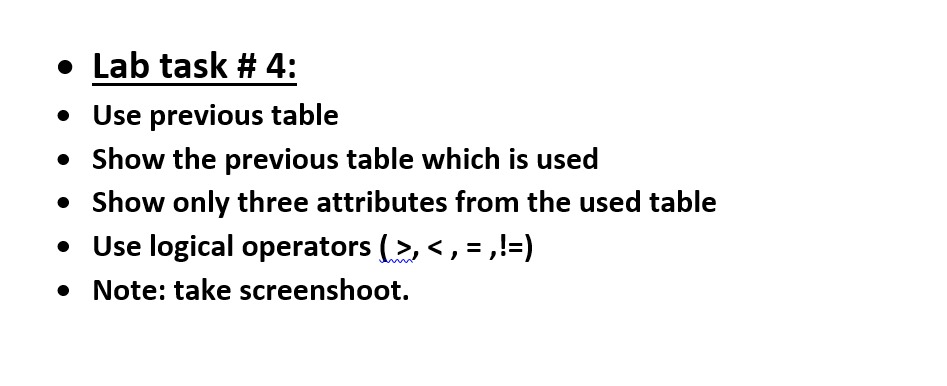 • Lab task # 4:
• Use previous table
• Show the previous table which is used
• Show only three attributes from the used table
• Use logical operators ( >, < , = ,!=)
• Note: take screenshoot.